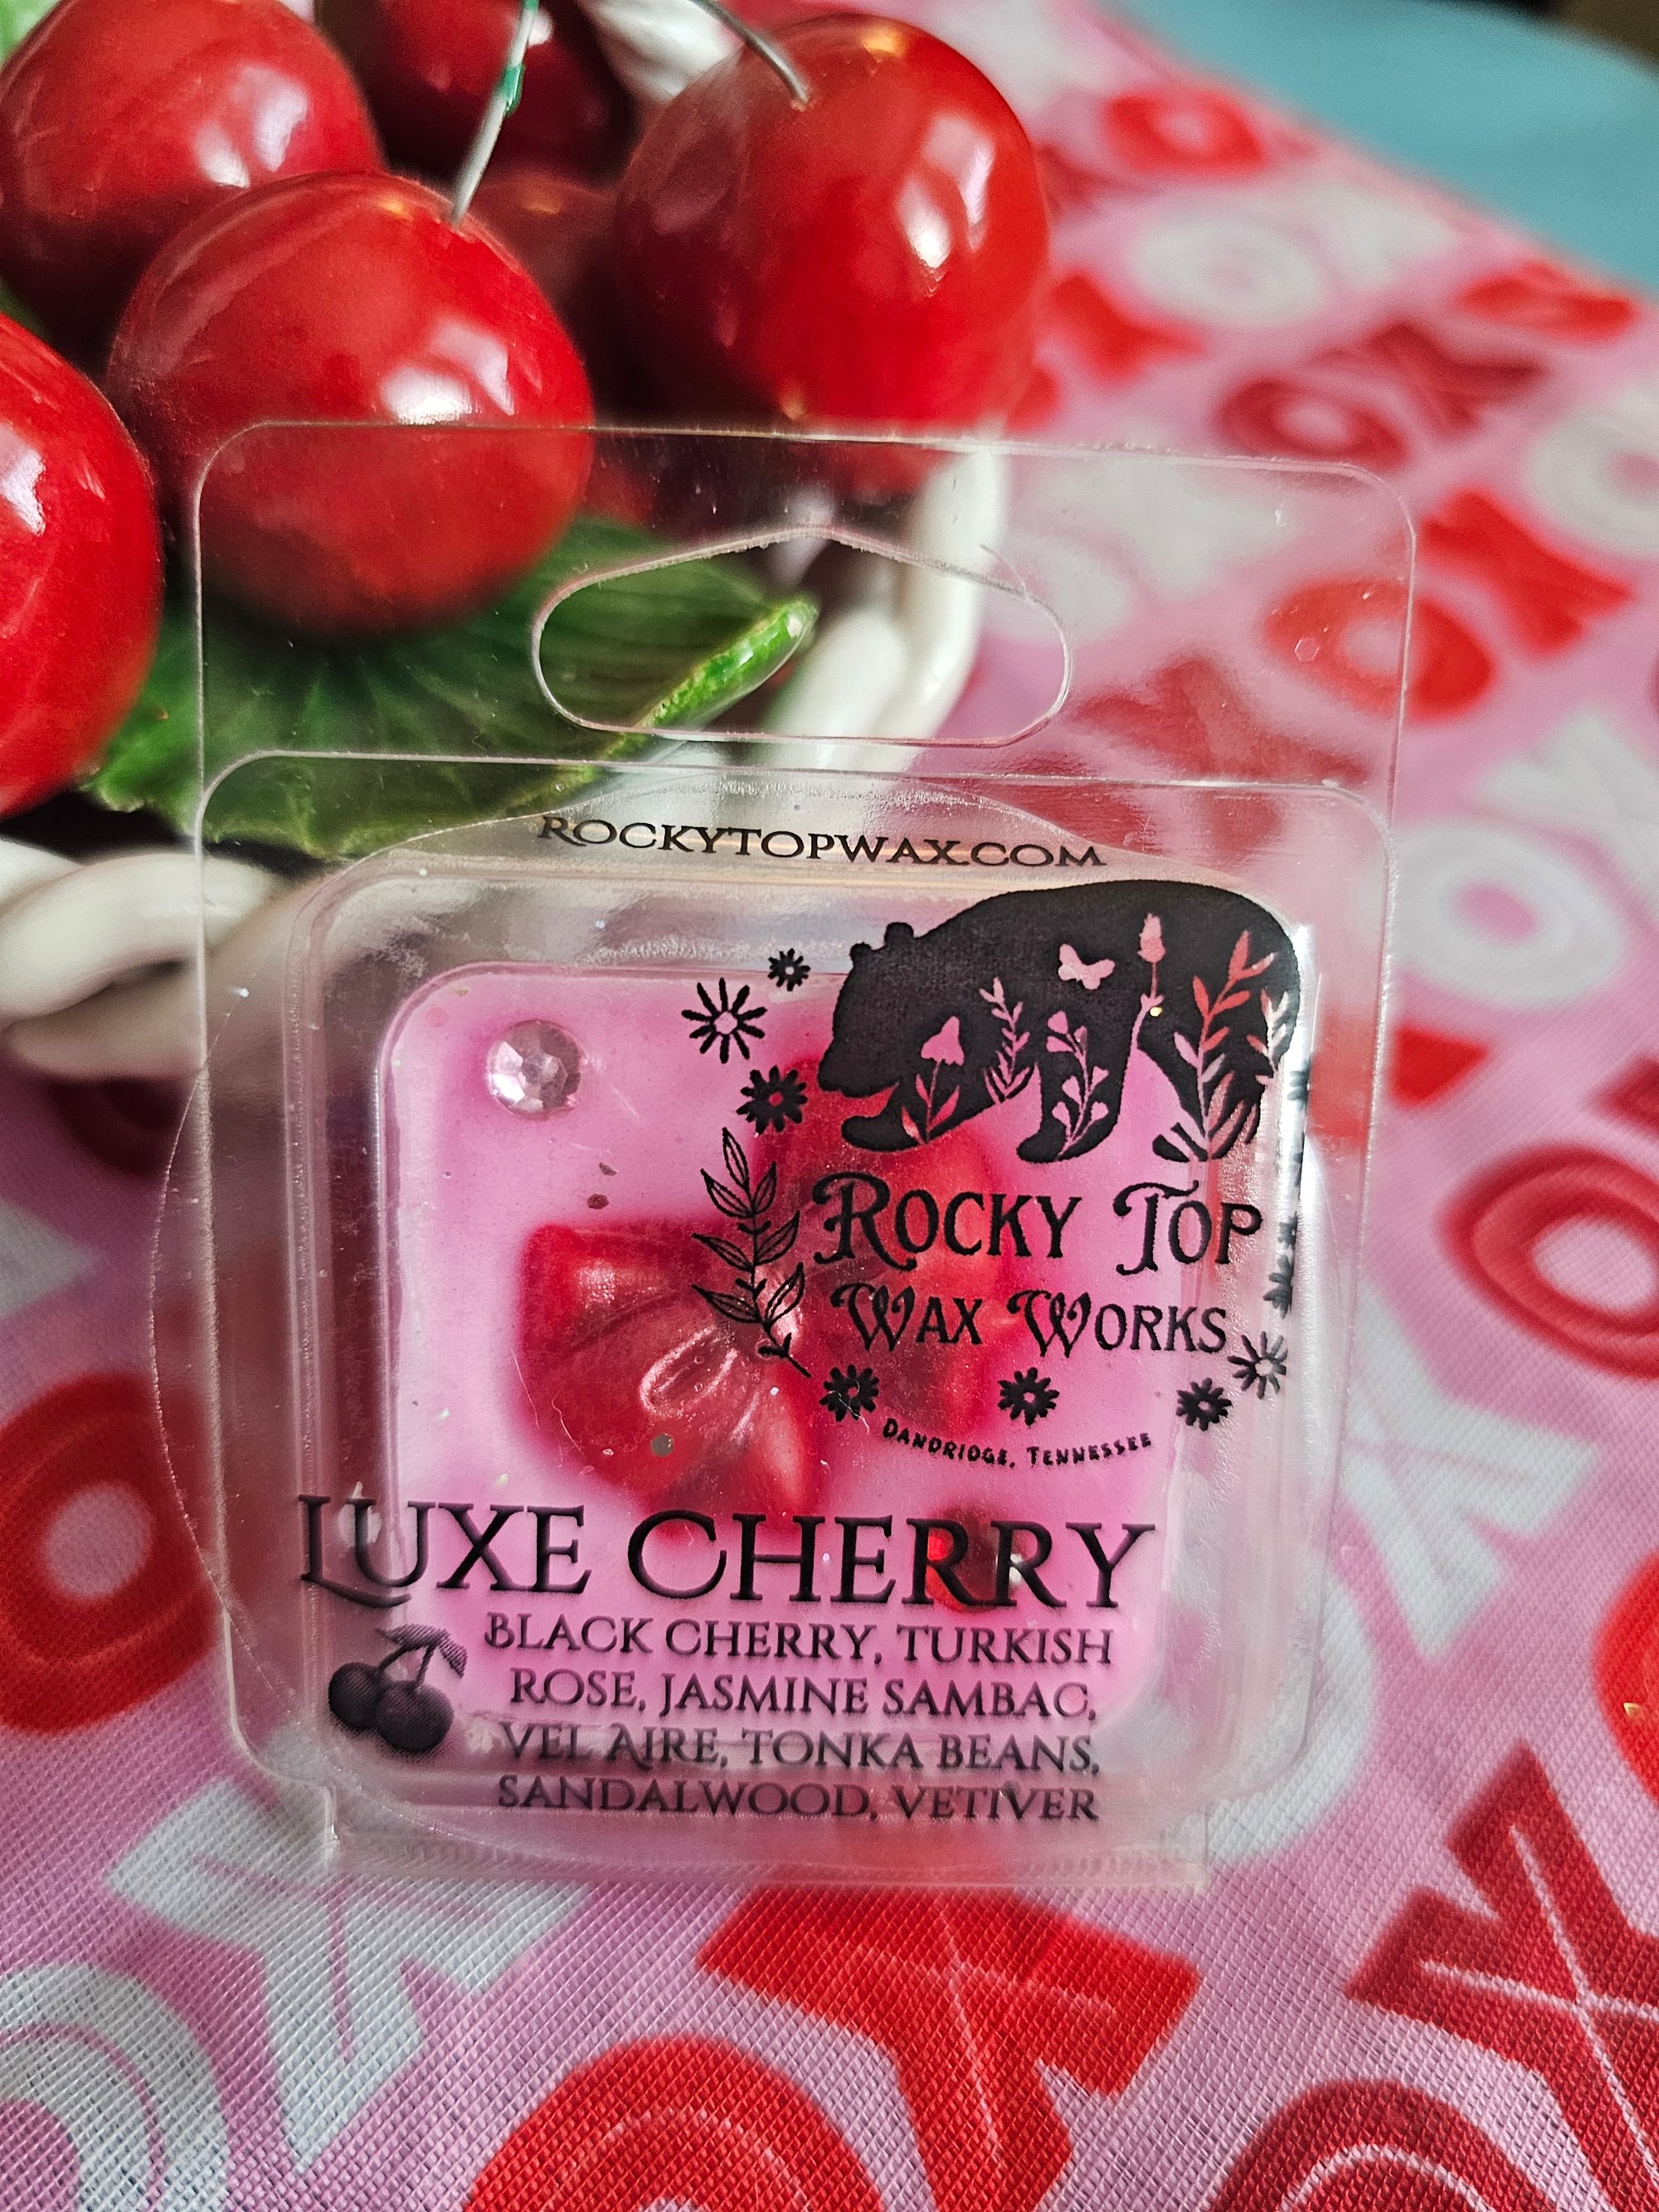 ROCKYTOPWAX.COM
ROCKY TOP
WAX WORKS
DANDRIDGE, TENNESSEE
LUXE CHERRY
BLACK CHERRY, TURKISH
ROSE, JASMINE SAMBAC,
VEL AIRE, TONKA BEANS,
SANDALWOOD, VETIVER